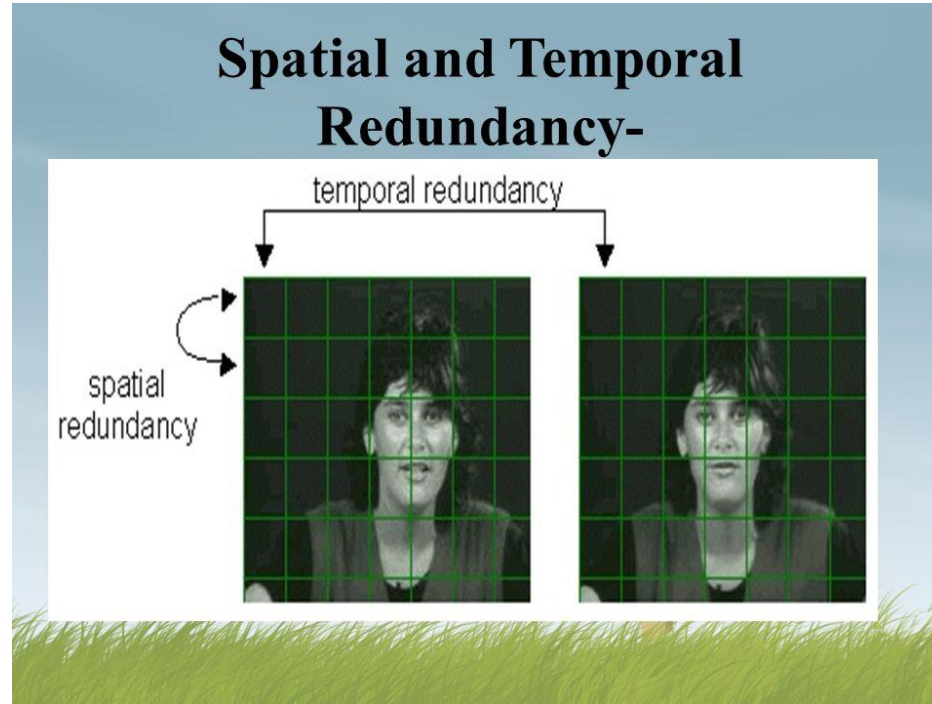 Spatial and Temporal
Redundancy-
temporal redundancy
spatial
redundancy